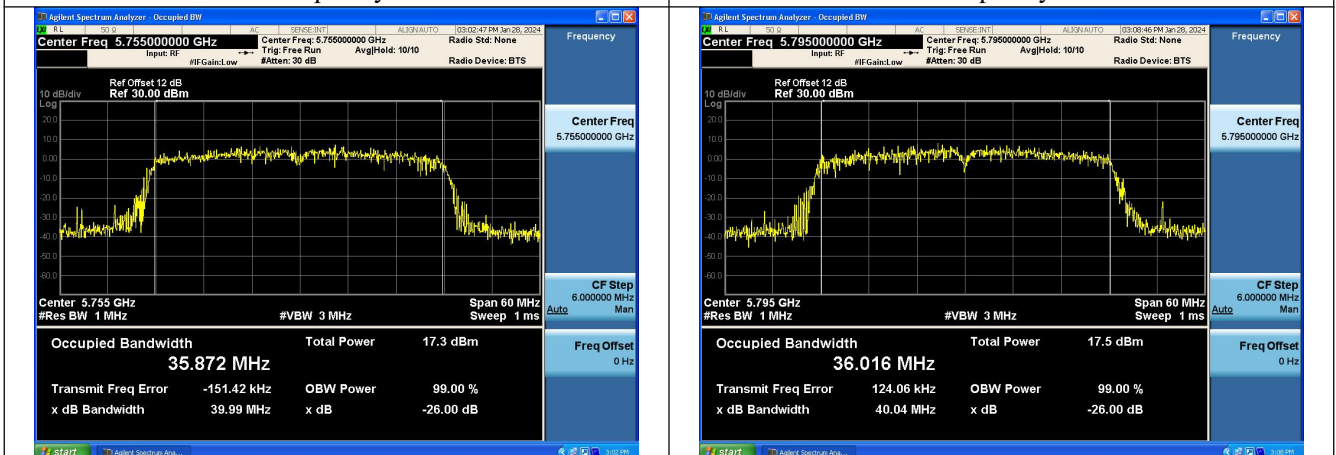 Agilent Spectrum Analyzer - Occupied BW
RL 50 Ω AC SENSE:INT ALIGN AUTO 03:02:47 PM Jan 28, 2024
Center Freq 5.755000000 GHz
Center Freq: 5.755000000 GHz
Radio Std: None
Input: RF
Trig: Free Run Avg|Hold: 10/10
#IFGain:Low #Atten: 30 dB Radio Device: BTS
Ref Offset 12 dB
10 dB/div Ref 30.00 dBm
Log
20.0
10.0
0.00
-10.0
-20.0
-30.0
-40.0
-50.0
-60.0
Center 5.755 GHz Span 60 MHz
#Res BW 1 MHz #VBW 3 MHz Sweep 1 ms
Occupied Bandwidth Total Power 17.3 dBm
35.872 MHz
Transmit Freq Error -151.42 kHz OBW Power 99.00 %
x dB Bandwidth 39.99 MHz x dB -26.00 dB
Frequency
Center Freq
5.755000000 GHz
CF Step
6.000000 MHz
Auto Man
Freq Offset
0 Hz
start Agilent Spectrum Ana... 3:02 PM
Agilent Spectrum Analyzer - Occupied BW
RL 50 Ω AC SENSE:INT ALIGN AUTO 03:08:46 PM Jan 28, 2024
Center Freq 5.795000000 GHz
Center Freq: 5.795000000 GHz
Radio Std: None
Input: RF
Trig: Free Run Avg|Hold: 10/10
#IFGain:Low #Atten: 30 dB Radio Device: BTS
Ref Offset 12 dB
10 dB/div Ref 30.00 dBm
Log
20.0
10.0
0.00
-10.0
-20.0
-30.0
-40.0
-50.0
-60.0
Center 5.795 GHz Span 60 MHz
#Res BW 1 MHz #VBW 3 MHz Sweep 1 ms
Occupied Bandwidth Total Power 17.5 dBm
36.016 MHz
Transmit Freq Error 124.06 kHz OBW Power 99.00 %
x dB Bandwidth 40.04 MHz x dB -26.00 dB
Frequency
Center Freq
5.795000000 GHz
CF Step
6.000000 MHz
Auto Man
Freq Offset
0 Hz
start Agilent Spectrum Ana... 3:08 PM